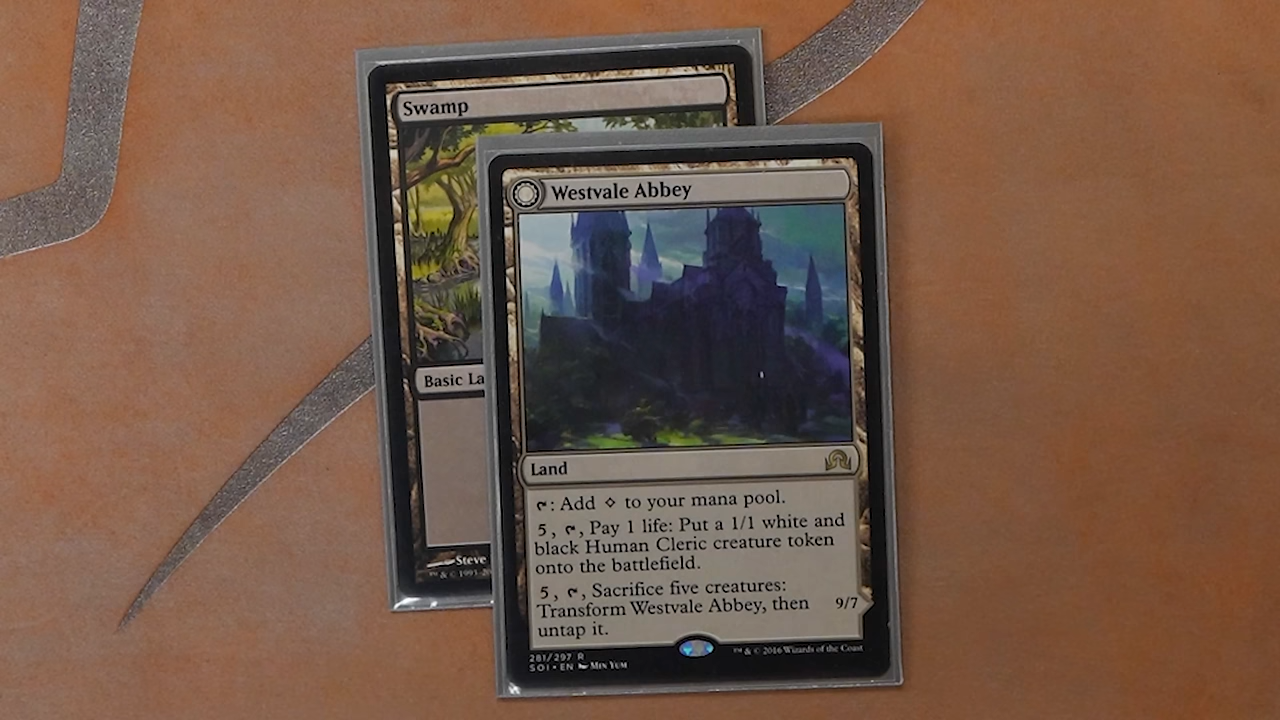 Swamp
Basic La
Steve
Westvale Abbey
Land
: Add to your mana pool.
5, , Pay 1 life: Put a 1/1 white and
black Human Cleric creature token
onto the battlefield.
5, , Sacrifice five creatures:
Transform Westvale Abbey, then
untap it.
9/7
281/297 R
SOI • EN Min Yum
™ & © 2016 Wizards of the Coast